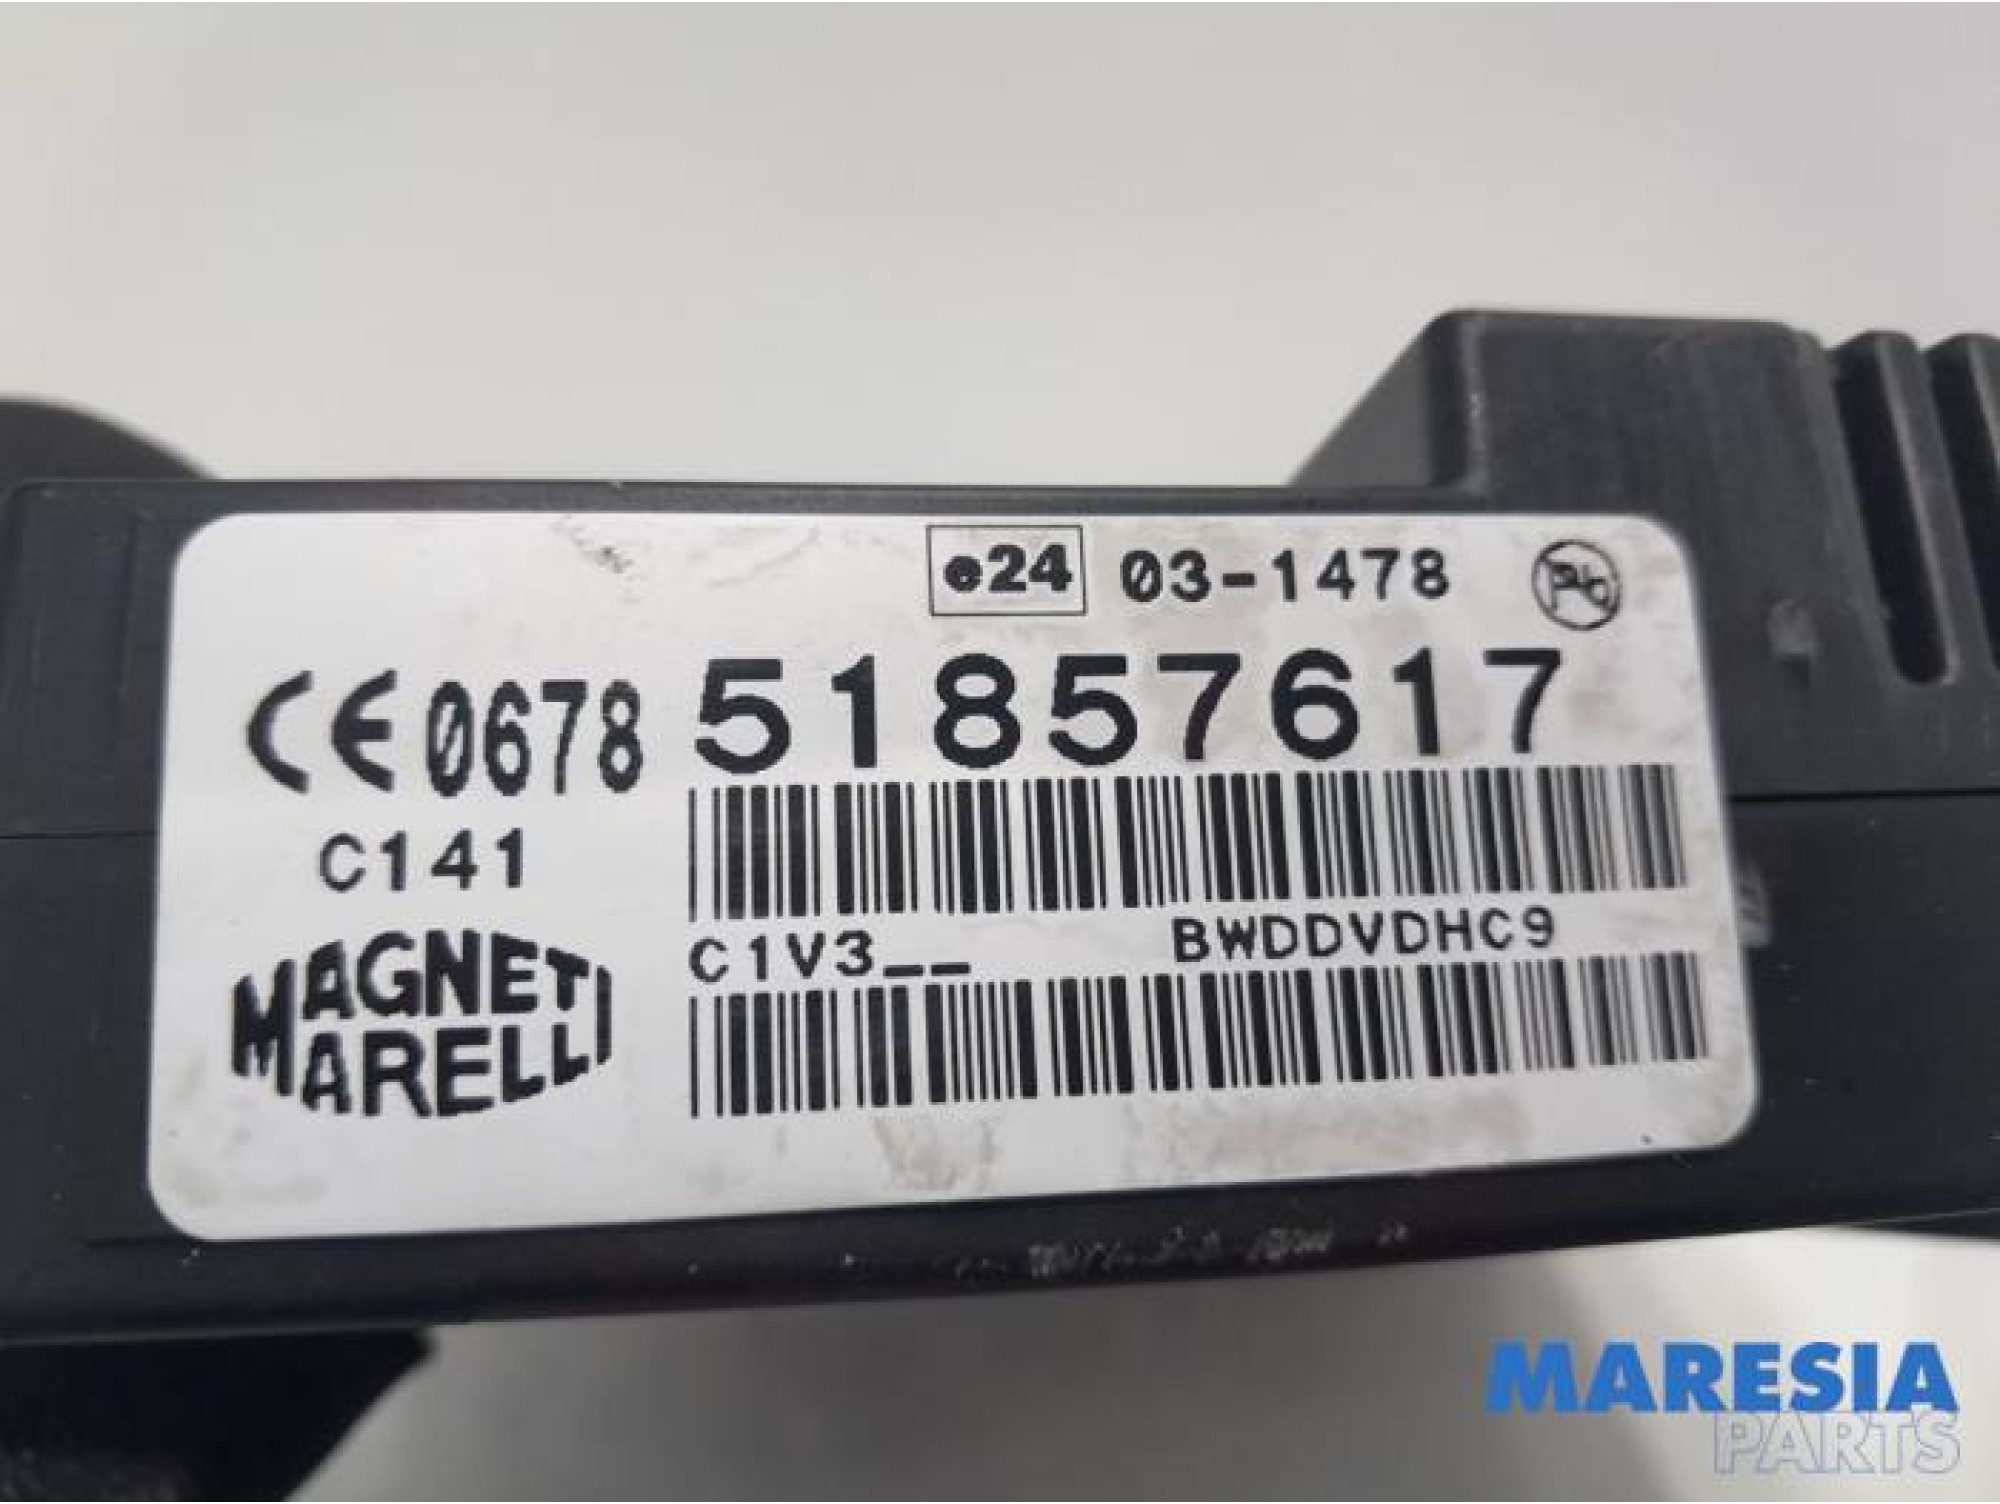 e24 03-1478 Pb
CE0678 51857617
C141
C1V3__ BWDDVDHC9
MAGNETI
MARELLI
MARESIA
PARTS